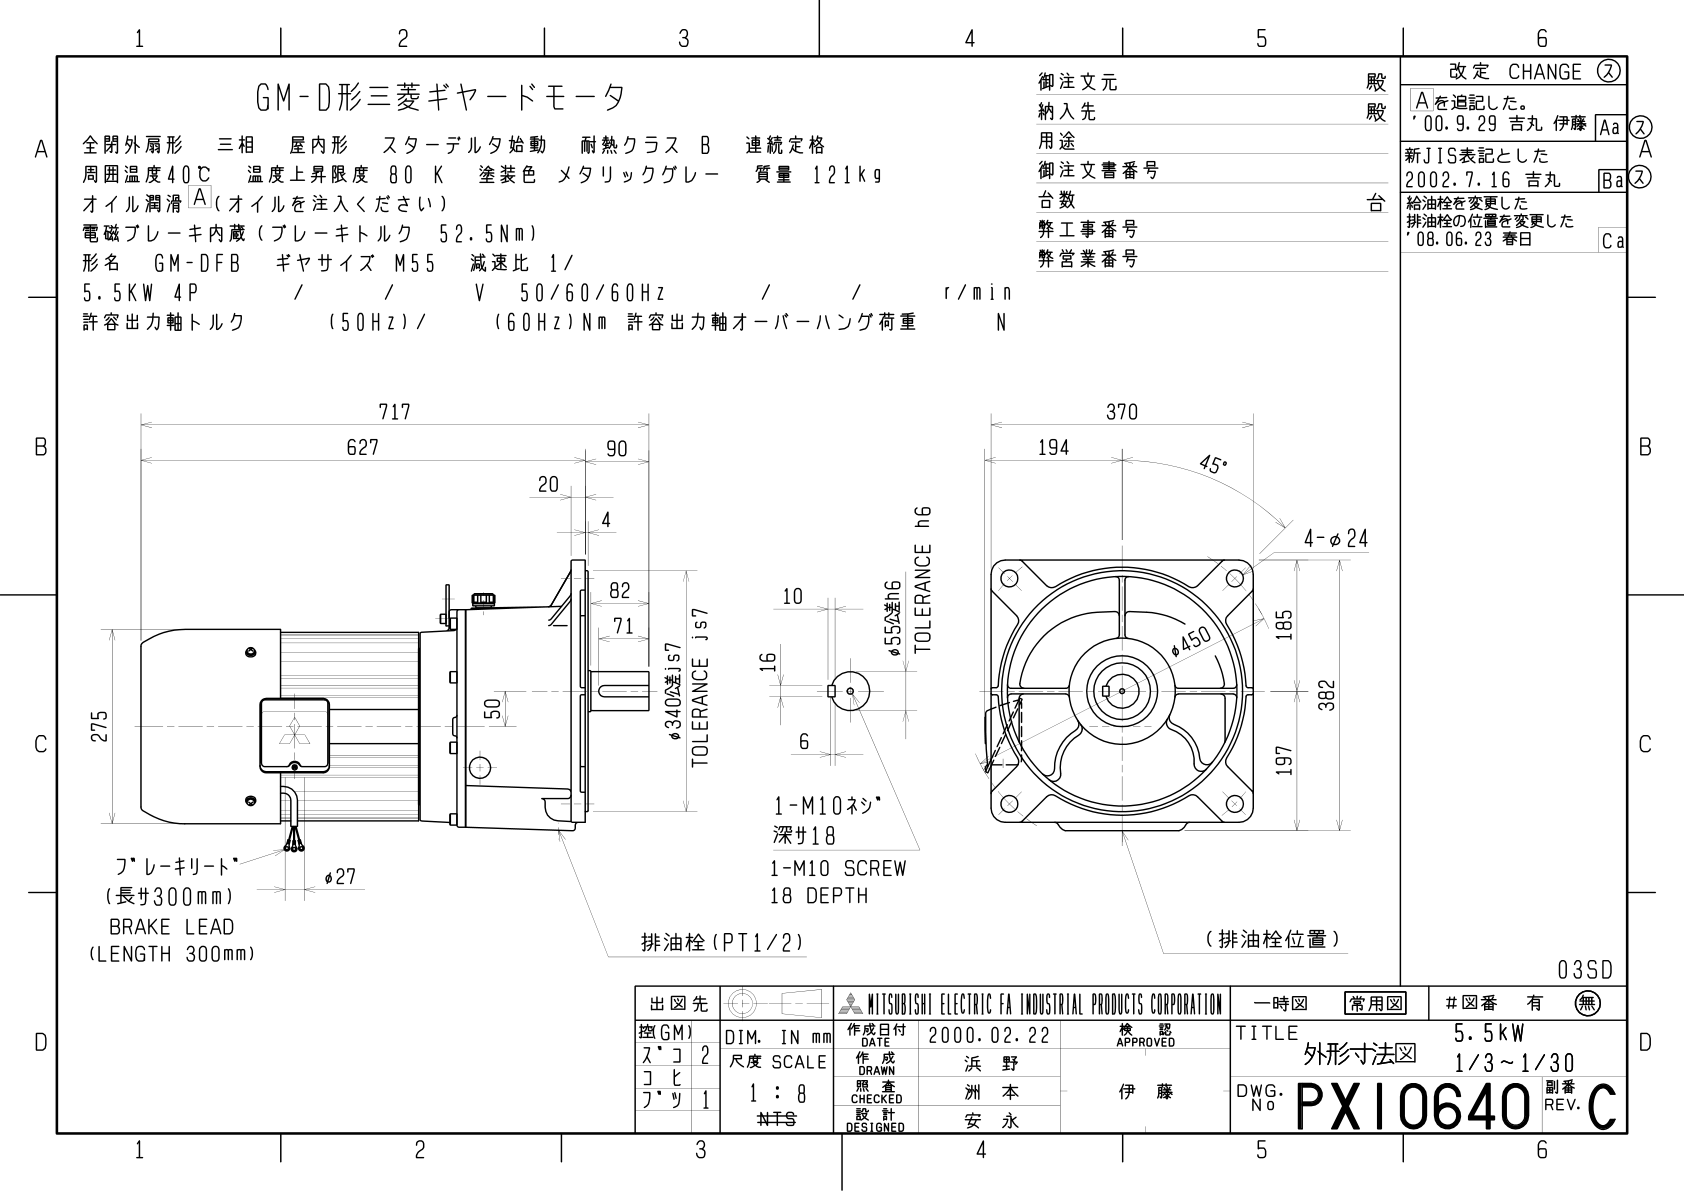 1 2 3 4 5 6
GM-D形三菱ギヤードモータ
全閉外扇形 三相 屋内形 スターデルタ始動 耐熱クラス B 連続定格
周囲温度40℃ 温度上昇限度 80 K 塗装色 メタリックグレー 質量 121kg
オイル潤滑 A (オイルを注入ください)
電磁ブレーキ内蔵(ブレーキトルク 52.5Nm)
形名 GM-DFB ギヤサイズ M55 減速比 1/
5.5KW 4P / / V 50/60/60Hz / / r/min
許容出力軸トルク (50Hz)/ (60Hz)Nm 許容出力軸オーバーハング荷重 N
御注文元 殿
納入先 殿
用途
御注文書番号
台数 台
弊工事番号
弊営業番号
改定 CHANGE ス
Aを追記した。
'00.9.29 吉丸 伊藤 Aa ス
新JIS表記とした
2002.7.16 吉丸 Ba ス
給油栓を変更した
排油栓の位置を変更した
'08.06.23 春日 Ca
A A
B B
C C
D D
717
627 90
20
4
82
71
50
275
φ340公差js7
TOLERANCE js7
ブレーキリード
(長サ300mm)
BRAKE LEAD
(LENGTH 300mm)
φ27
排油栓(PT1/2)
10
16
6
φ55公差h6
TOLERANCE h6
1-M10ネジ
深サ18
1-M10 SCREW
18 DEPTH
370
194
45°
4-φ24
φ450
185
382
197
(排油栓位置)
03SD
出図先
控(GM)
ズコ 2
コヒ
ブツ 1
DIM. IN mm
尺度 SCALE
1 : 8
NTS
MITSUBISHI ELECTRIC FA INDUSTRIAL PRODUCTS CORPORATION
作成日付 DATE 2000.02.22
検認 APPROVED
作成 DRAWN 浜野
照査 CHECKED 洲本
設計 DESIGNED 安永
伊藤
一時図 常用図 #図番 有 無
TITLE 5.5kW
外形寸法図 1/3~1/30
DWG. No PX10640 副番 REV. C
1 2 3 4 5 6